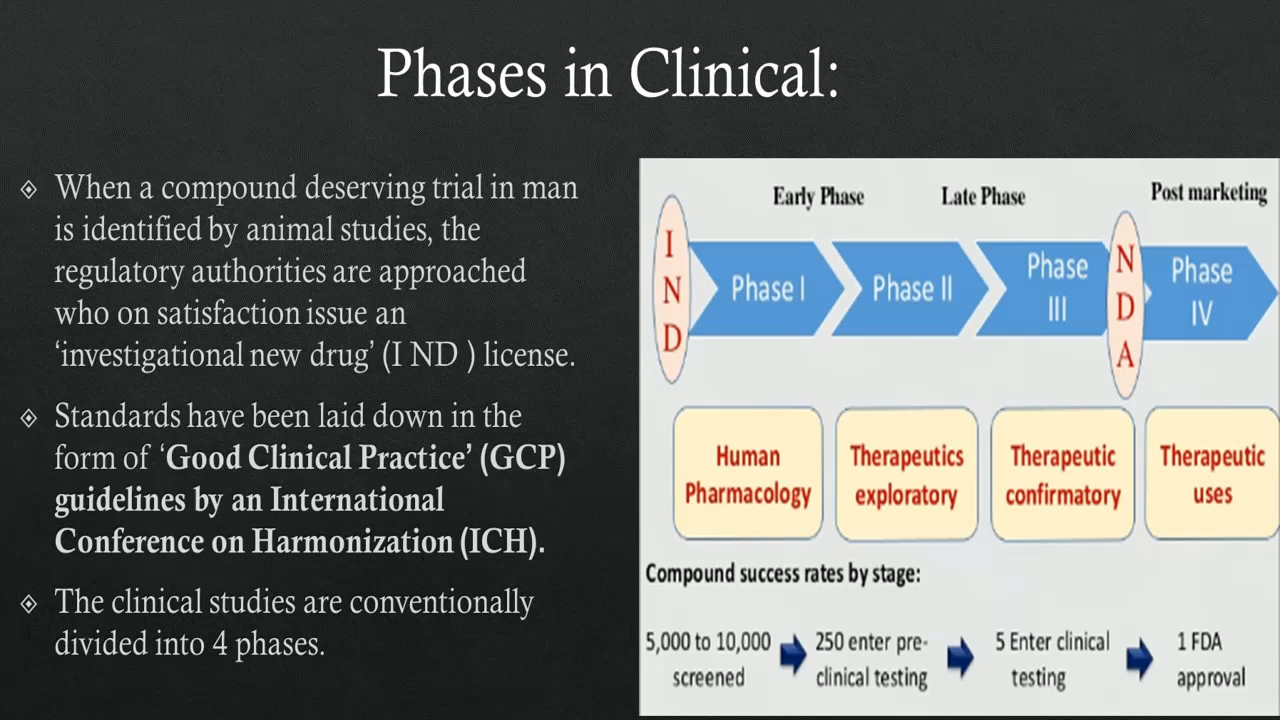 Phases in Clinical:
When a compound deserving trial in man
is identified by animal studies, the
regulatory authorities are approached
who on satisfaction issue an
‘investigational new drug’ (I ND ) license.
Standards have been laid down in the
form of ‘Good Clinical Practice’ (GCP)
guidelines by an International
Conference on Harmonization (ICH).
The clinical studies are conventionally
divided into 4 phases.
Early Phase
Late Phase
Post marketing
I
N
D
Phase I
Phase II
Phase
III
N
D
A
Phase
IV
Human
Pharmacology
Therapeutics
exploratory
Therapeutic
confirmatory
Therapeutic
uses
Compound success rates by stage:
5,000 to 10,000
screened
250 enter pre-
clinical testing
5 Enter clinical
testing
1 FDA
approval